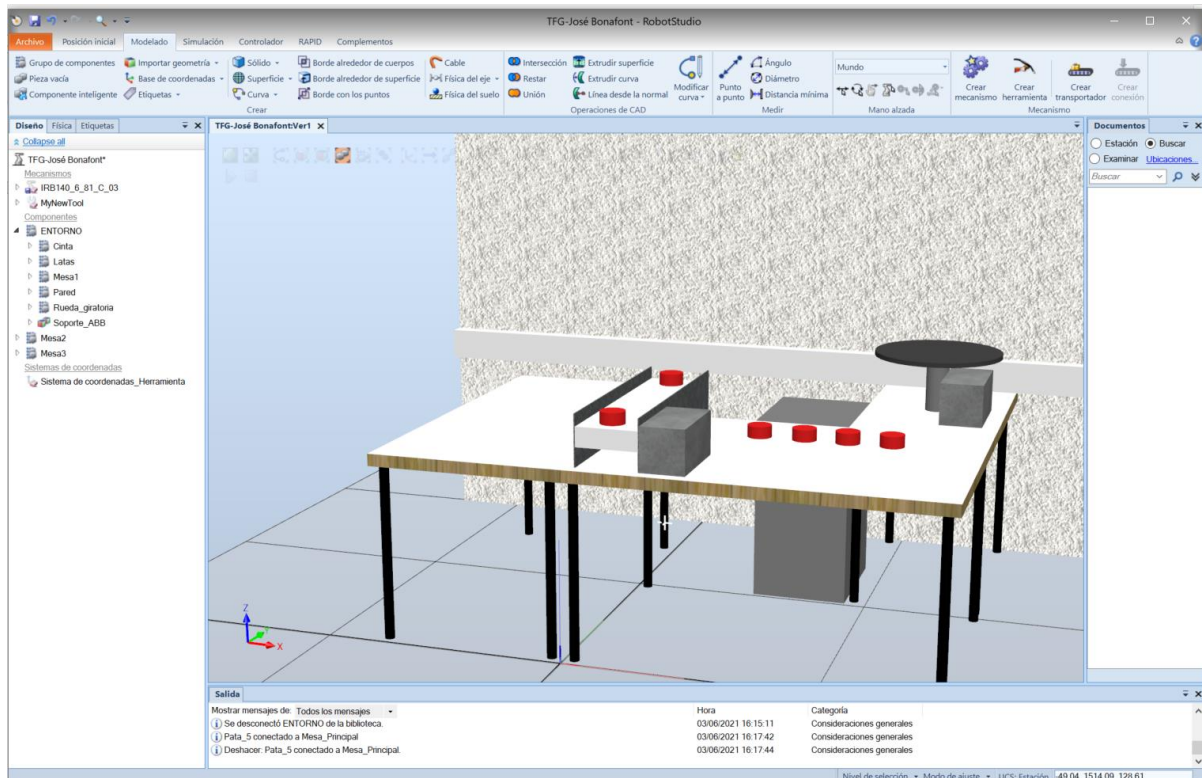 TFG-José Bonafont - RobotStudio
Archivo Posición inicial Modelado Simulación Controlador RAPID Complementos
Grupo de componentes Importar geometría Sólido Borde alrededor de cuerpos Cable Intersección Extrudir superficie Ángulo Mundo
Pieza vacía Base de coordenadas Superficie Borde alrededor de superficie Física del eje Restar Extrudir curva Modificar curva Punto a punto Diámetro Crear mecanismo Crear herramienta Crear transportador Crear conexión
Componente inteligente Etiquetas Curva Borde con los puntos Física del suelo Unión Línea desde la normal Distancia mínima
Crear Operaciones de CAD Medir Mano alzada Mecanismo
Diseño Física Etiquetas
TFG-José Bonafont:Ver1
Documentos
Collapse all
Estación Buscar
TFG-José Bonafont*
Examinar Ubicaciones...
Mecanismos
Buscar
IRB140_6_81_C_03
MyNewTool
Componentes
ENTORNO
Cinta
Latas
Mesa1
Pared
Rueda_giratoria
Soporte_ABB
Mesa2
Mesa3
Sistemas de coordenadas
Sistema de coordenadas_Herramienta
Z
Y
X
Salida
Mostrar mensajes de: Todos los mensajes Hora Categoría
Se desconectó ENTORNO de la biblioteca. 03/06/2021 16:15:11 Consideraciones generales
Pata_5 conectado a Mesa_Principal 03/06/2021 16:17:42 Consideraciones generales
Deshacer: Pata_5 conectado a Mesa_Principal. 03/06/2021 16:17:44 Consideraciones generales
Nivel de selección Modo de ajuste UCS: Estación -49.04, 1514.09, 128.61